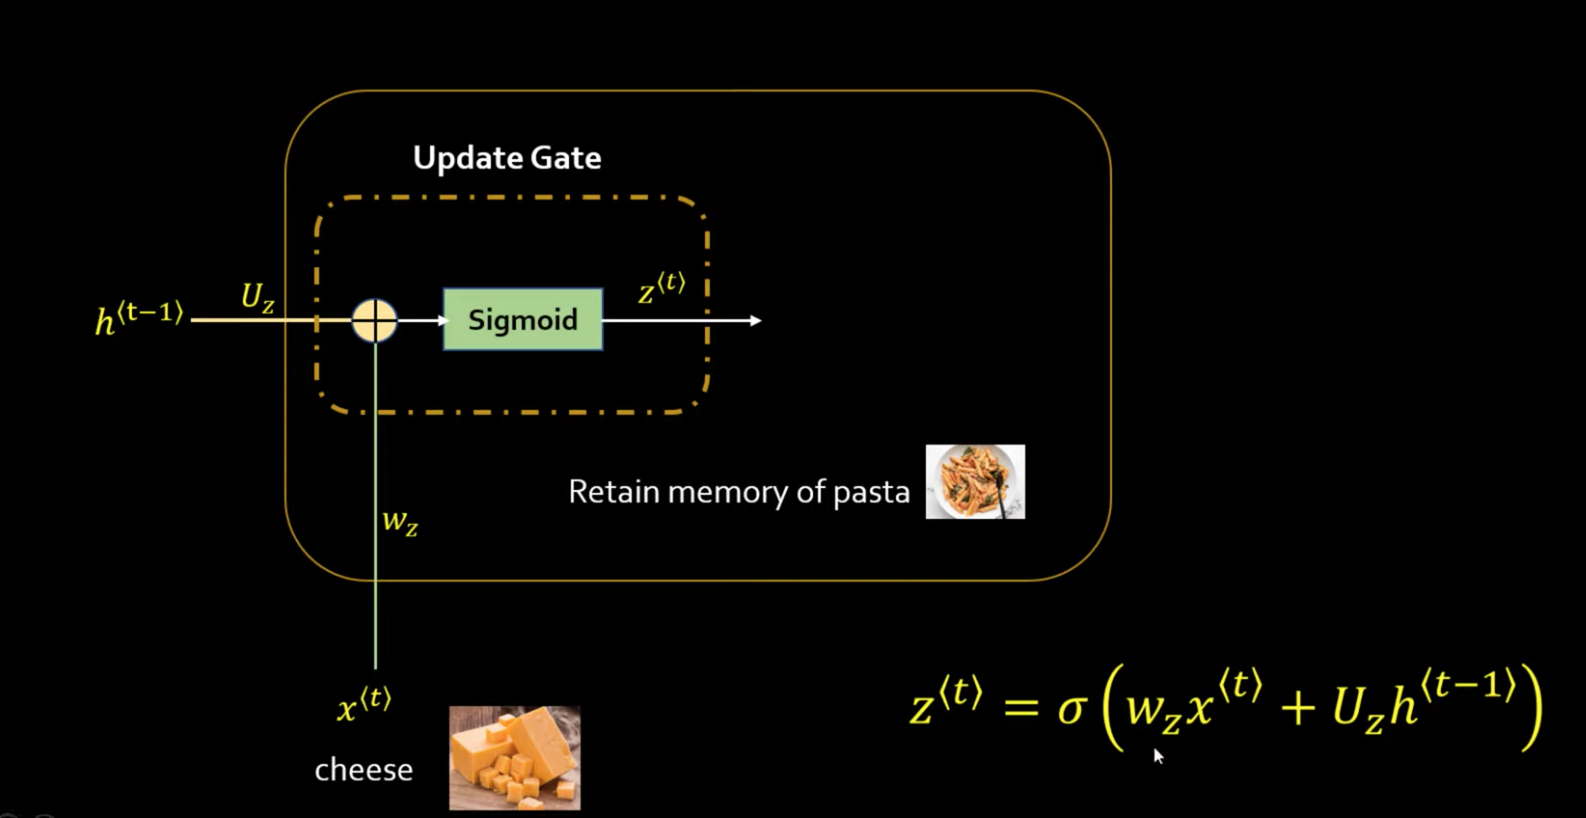 Update Gate
h⟨t−1⟩
U_z
Sigmoid
z⟨t⟩
Retain memory of pasta
w_z
x⟨t⟩
z⟨t⟩ = σ(w_z x⟨t⟩ + U_z h⟨t−1⟩)
cheese